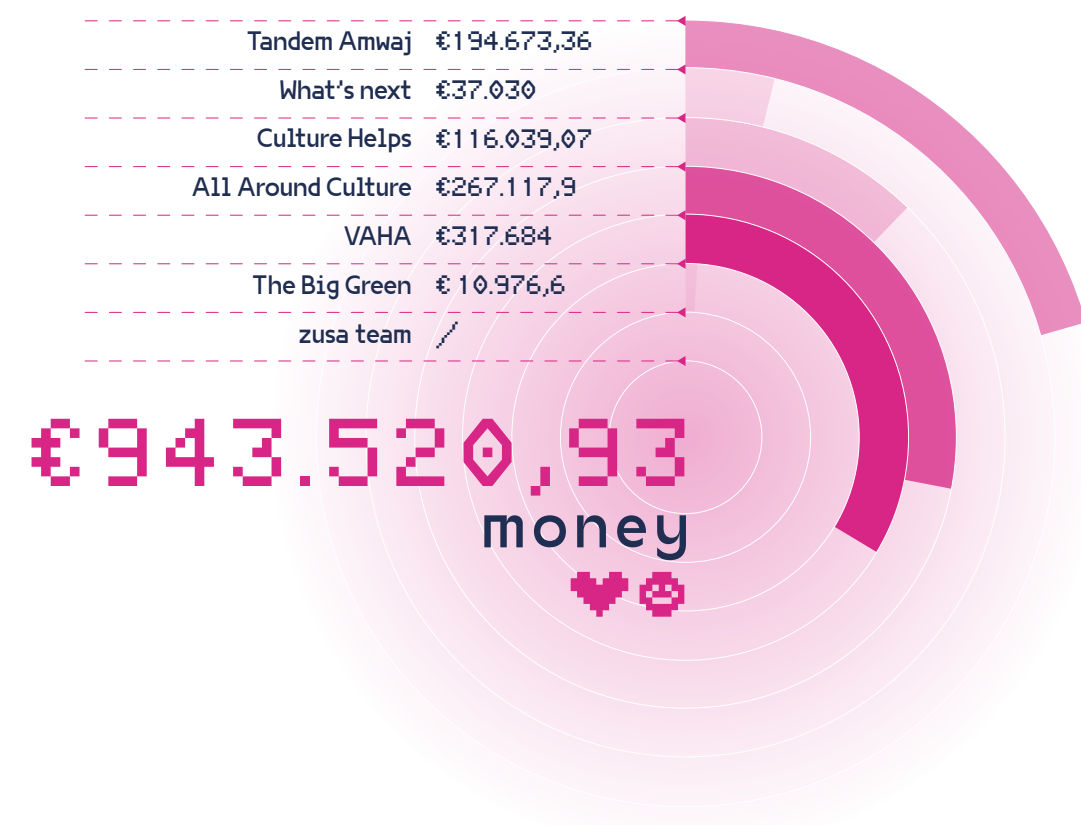 Tandem Amwaj €194.673,36
What's next €37.030
Culture Helps €116.039,07
All Around Culture €267.117,9
VAHA €317.684
The Big Green € 10.976,6
zusa team /
€943.520,93
money